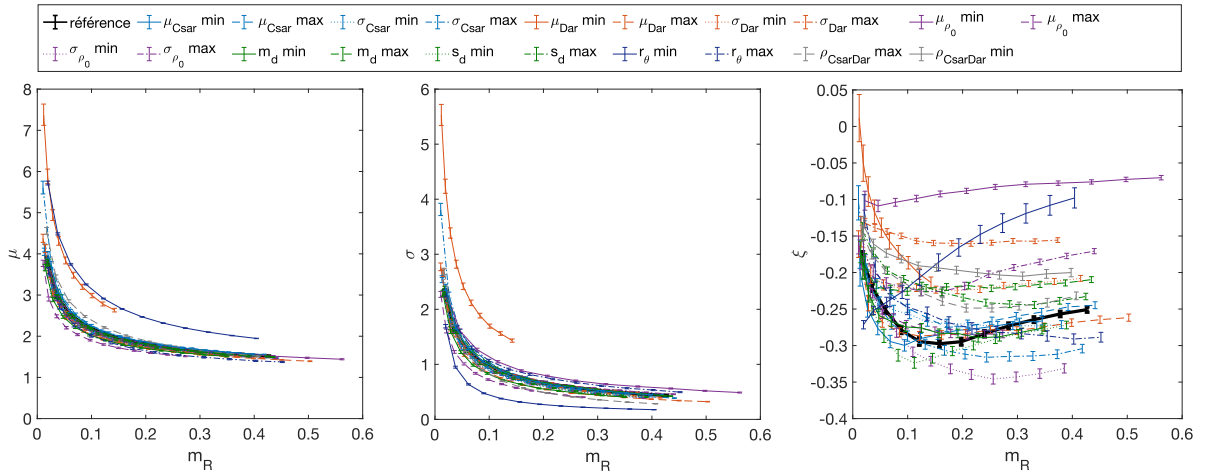 référence μCsar min μCsar max σCsar min σCsar max μDar min μDar max σDar min σDar max μρ0 min μρ0 max
σρ0 min σρ0 max md min md max sd min sd max rθ min rθ max ρCsarDar max ρCsarDar min
8
7
6
5
4
3
2
1
0
μ
0 0.1 0.2 0.3 0.4 0.5 0.6
mR
6
5
4
3
2
1
0
σ
0 0.1 0.2 0.3 0.4 0.5 0.6
mR
0.05
0
-0.05
-0.1
-0.15
-0.2
-0.25
-0.3
-0.35
-0.4
ξ
0 0.1 0.2 0.3 0.4 0.5 0.6
mR